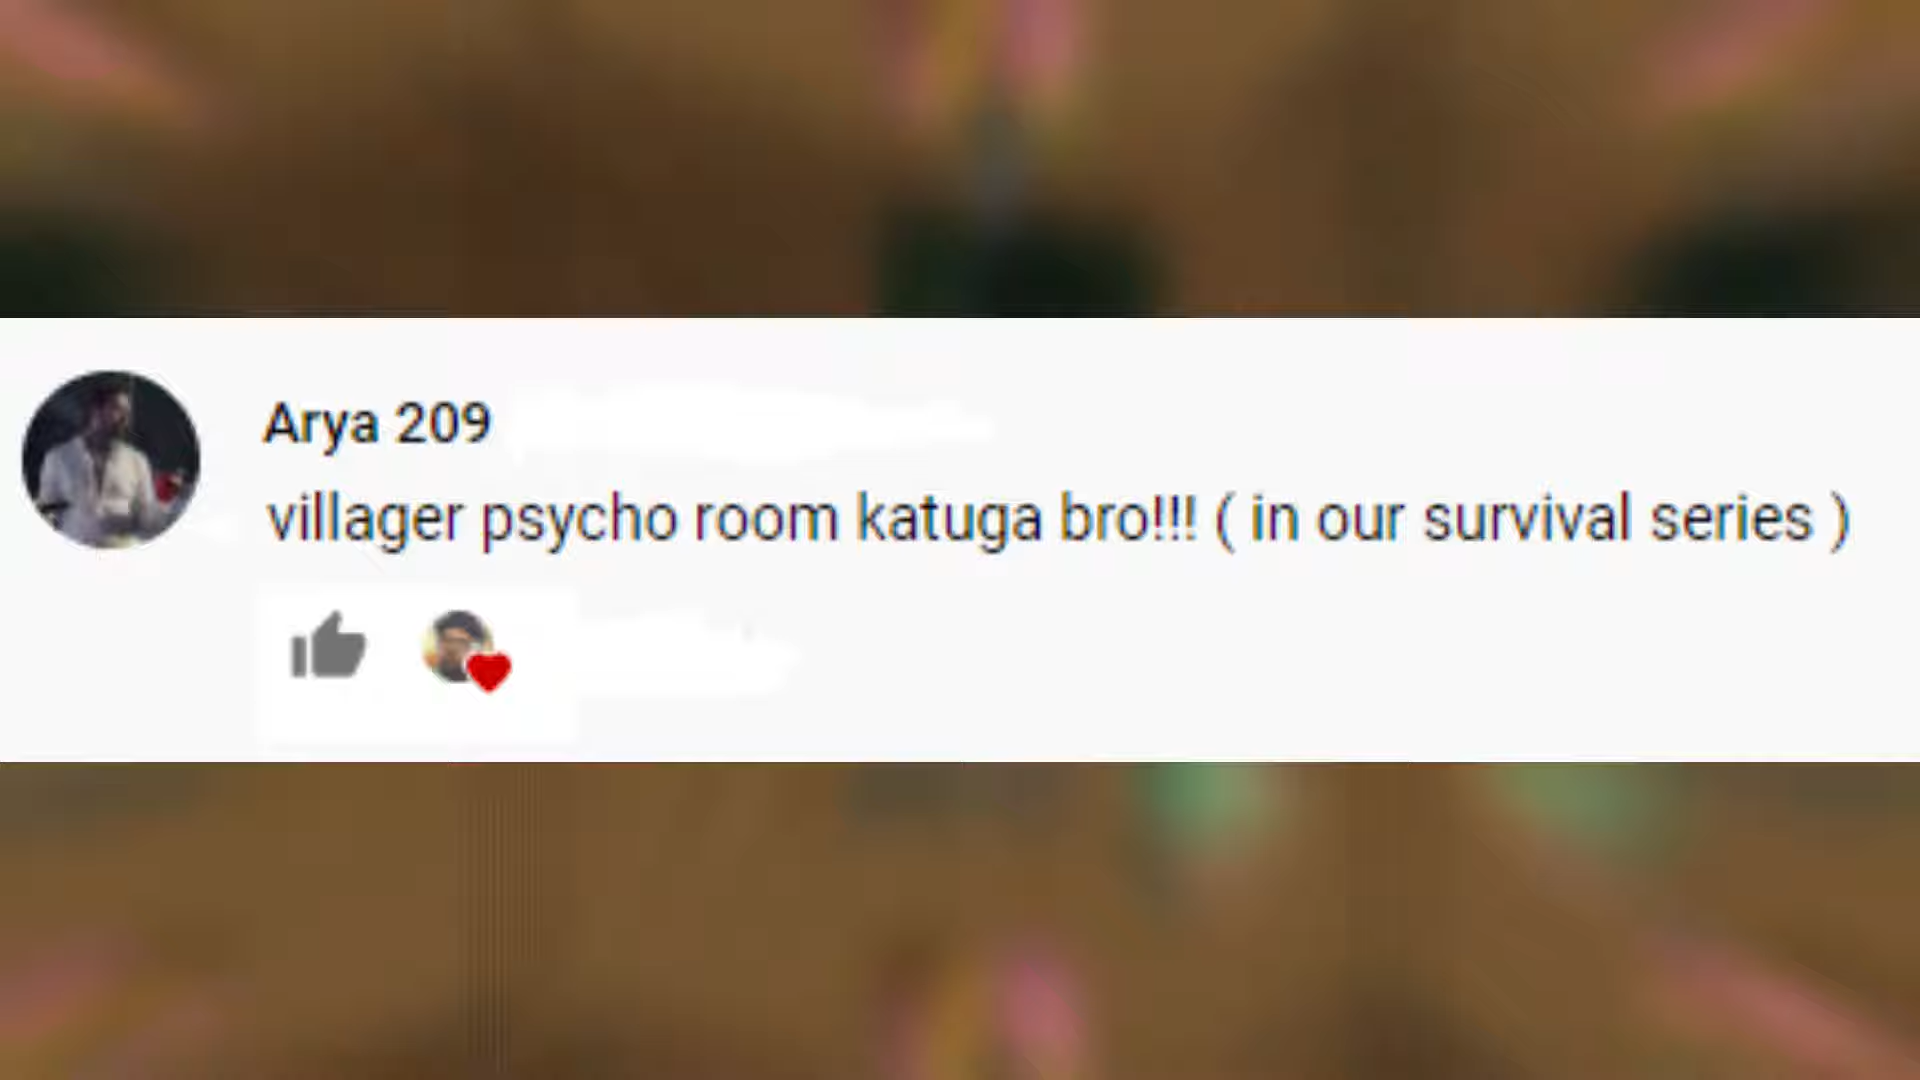 Arya 209
villager psycho room katuga bro!!! ( in our survival series )